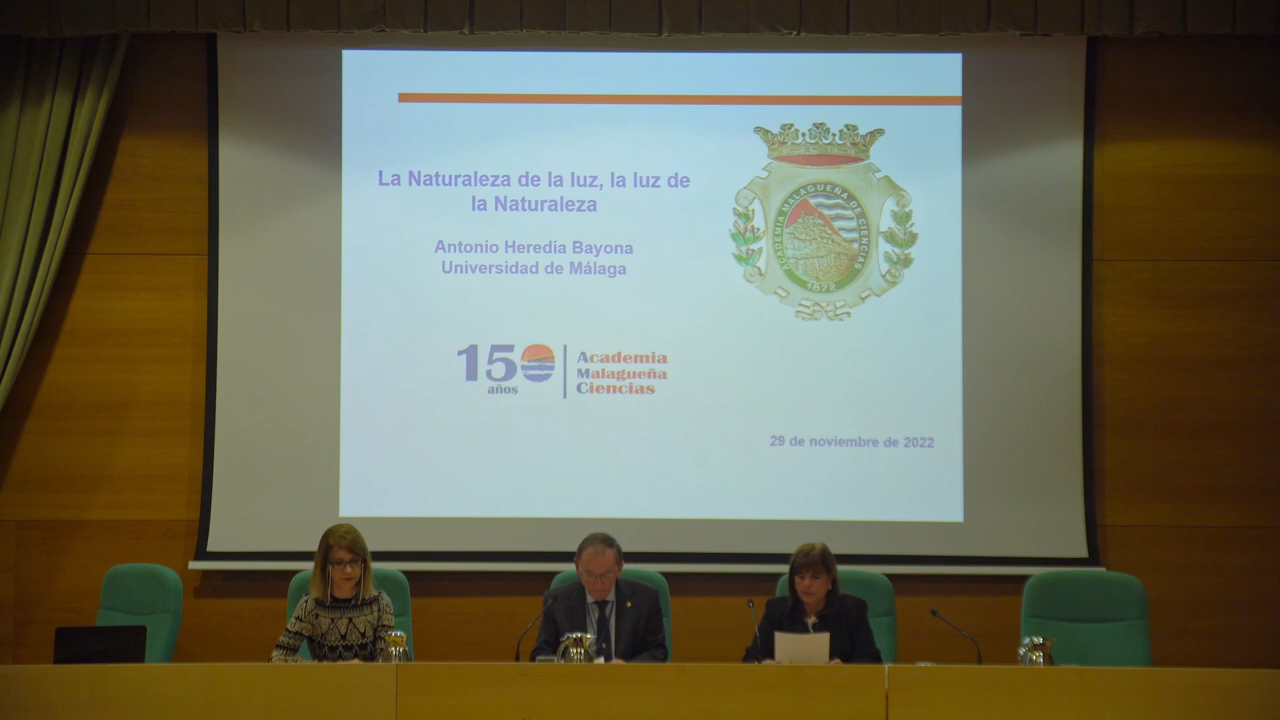 La Naturaleza de la luz, la luz de
la Naturaleza
Antonio Heredia Bayona
Universidad de Málaga
ACADEMIA MALAGUEÑA DE CIENCIAS
1872
150
años
Academia
Malagueña
Ciencias
29 de noviembre de 2022